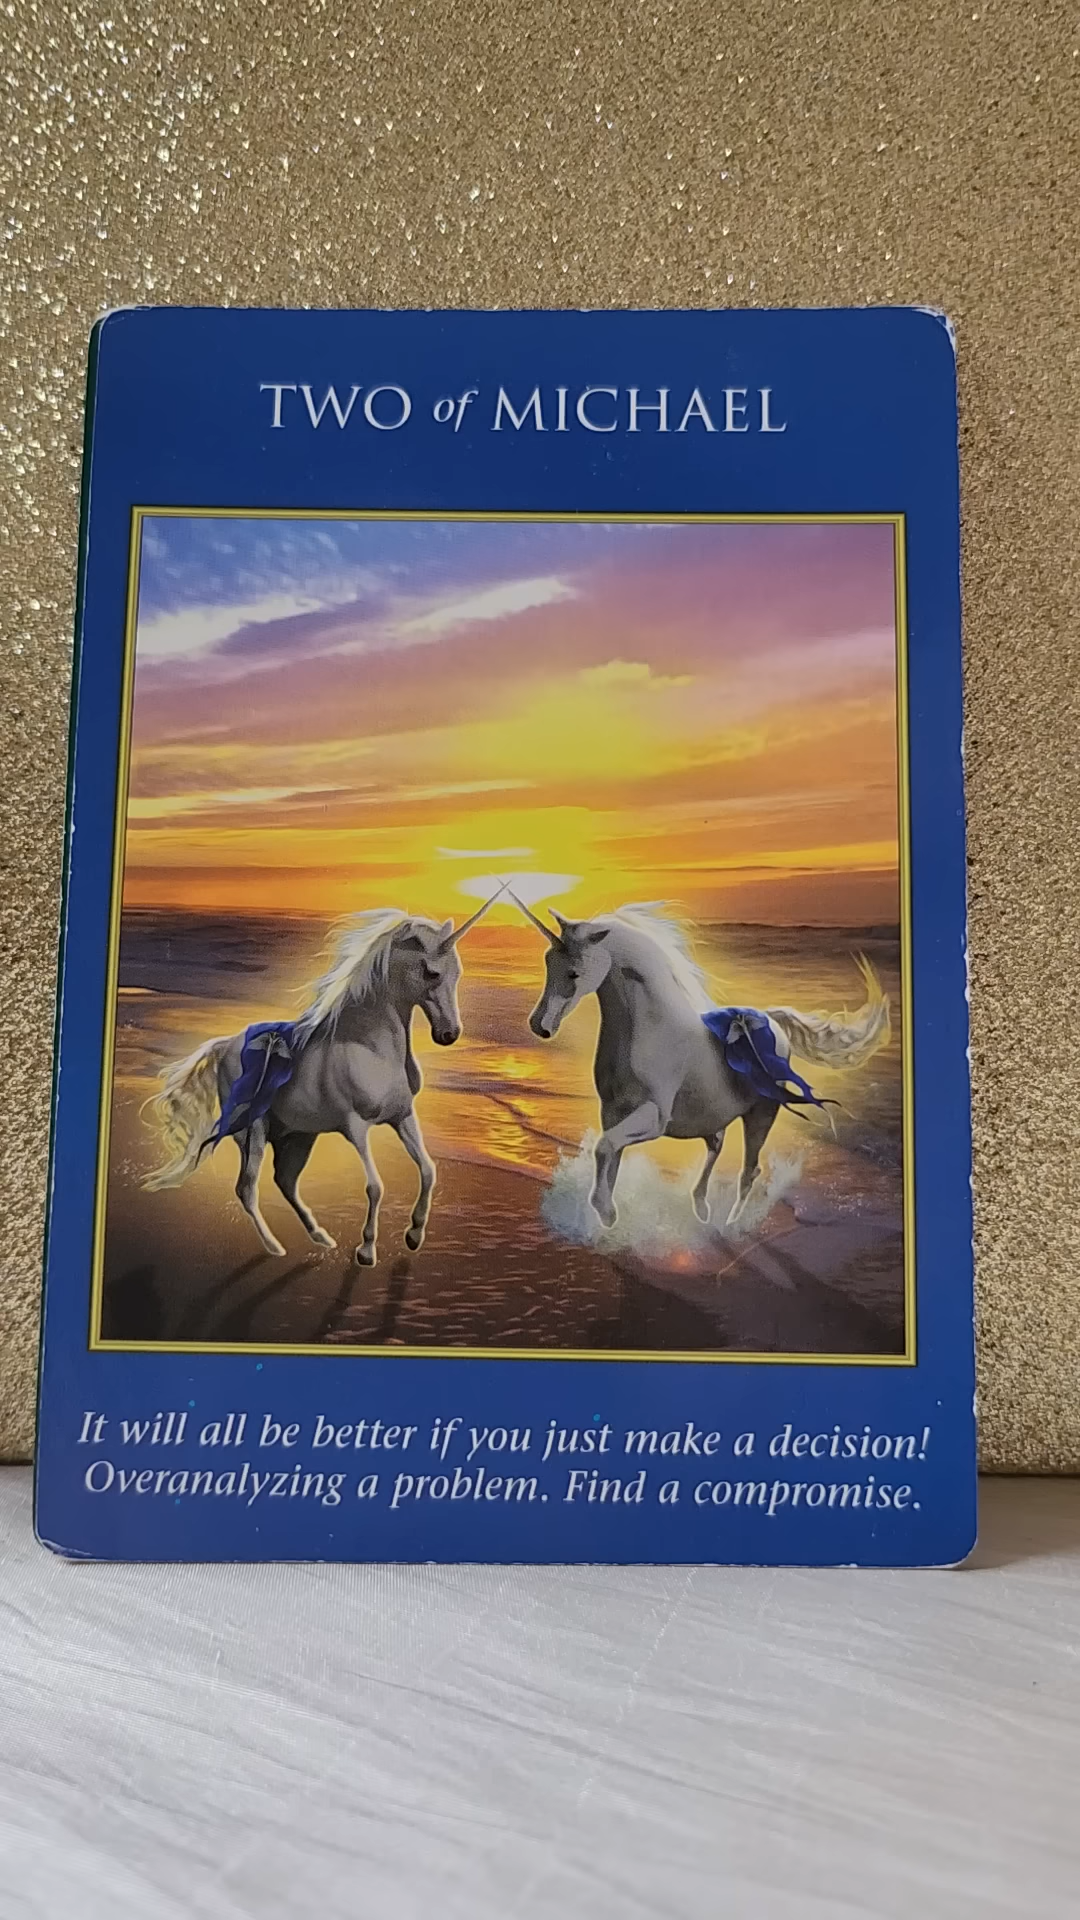 TWO of MICHAEL
It will all be better if you just make a decision!
Overanalyzing a problem. Find a compromise.